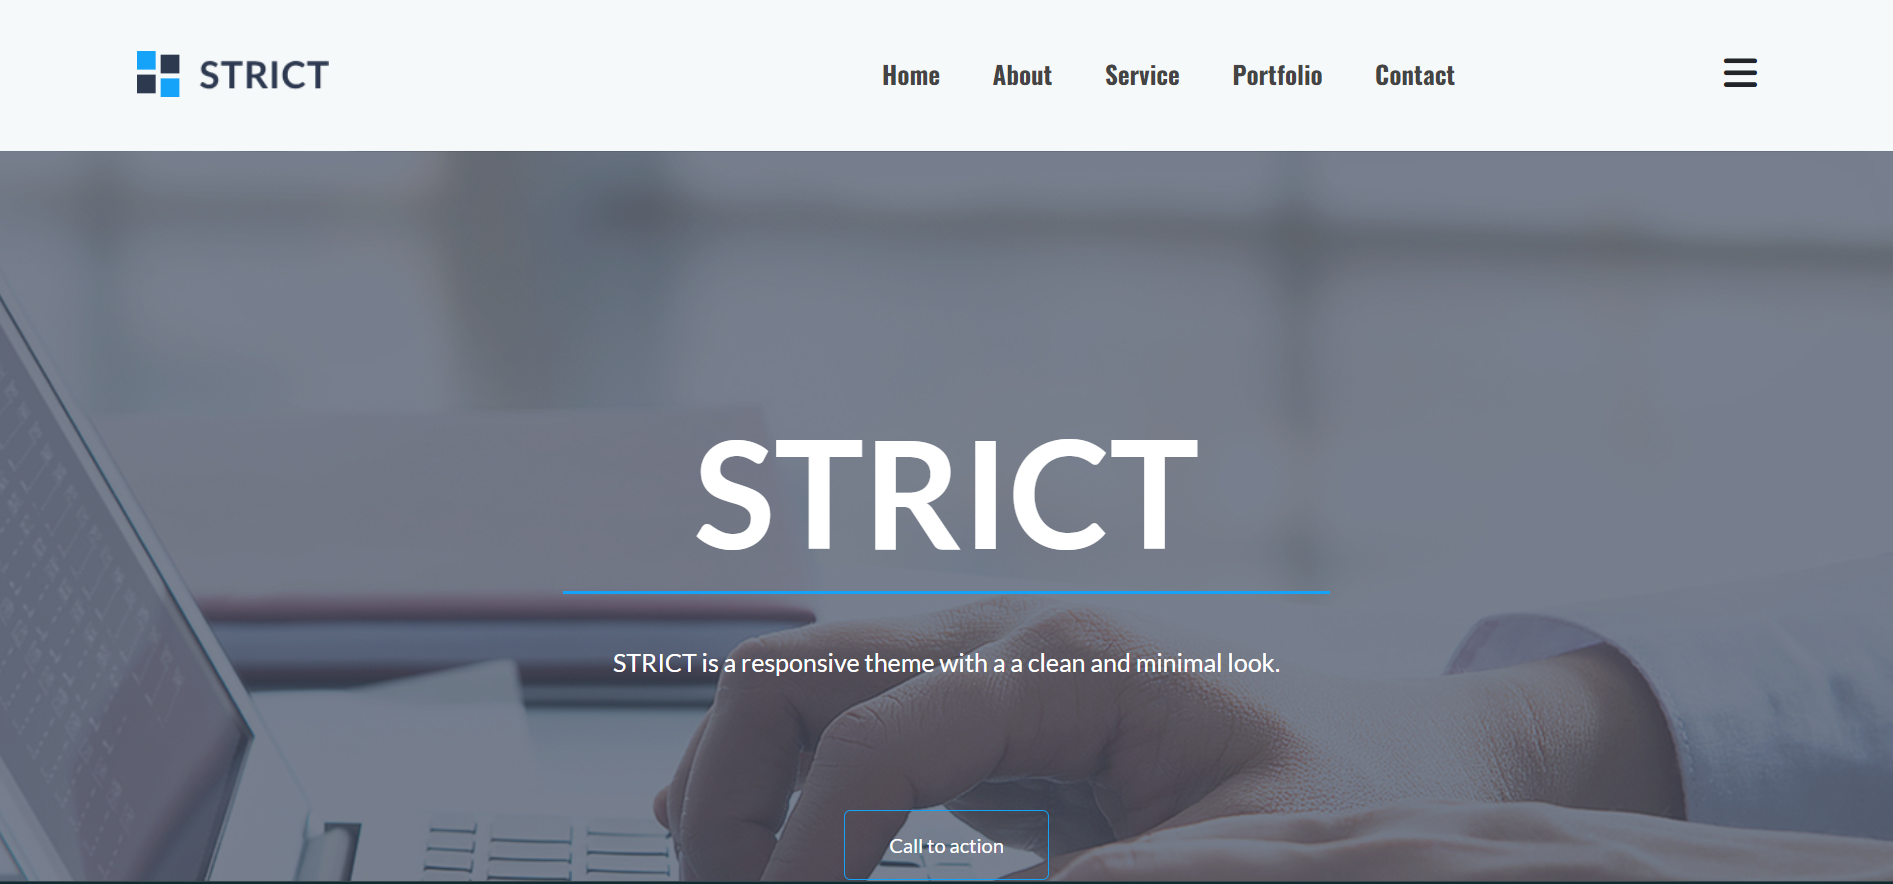 STRICT
Home About Service Portfolio Contact
STRICT
STRICT is a responsive theme with a a clean and minimal look.
Call to action